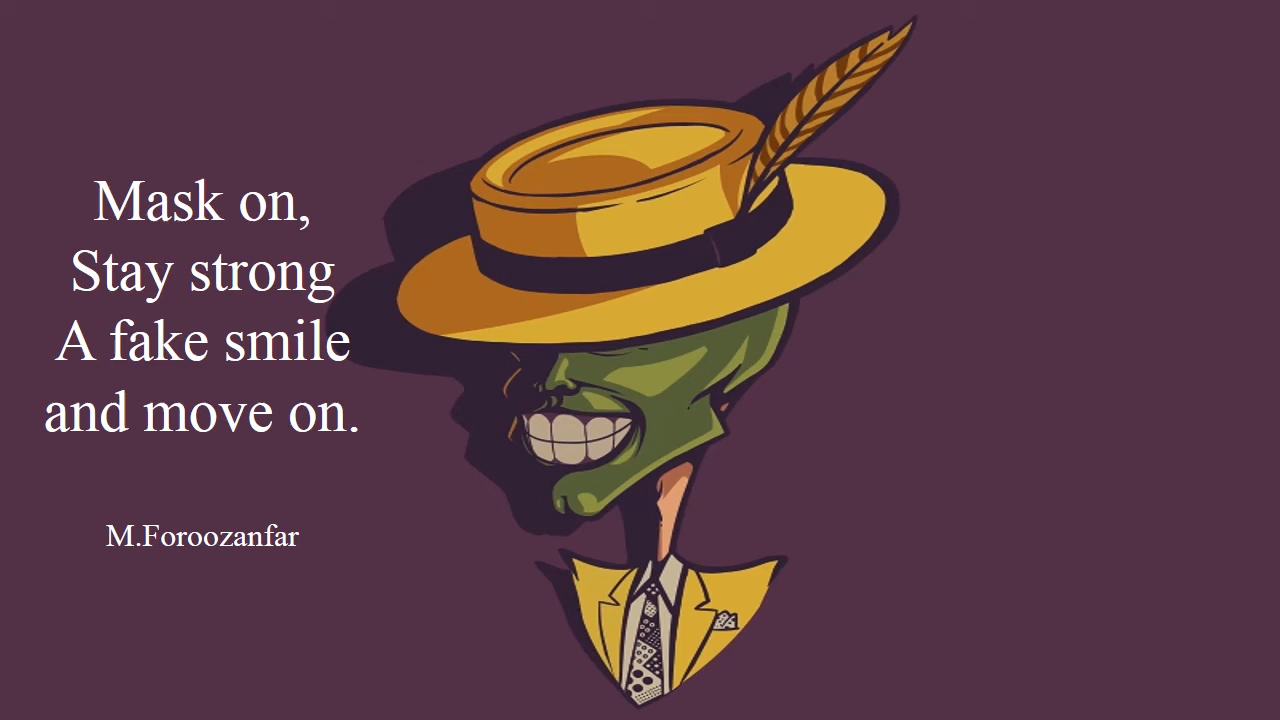 Mask on,
Stay strong
A fake smile
and move on.
M.Foroozanfar